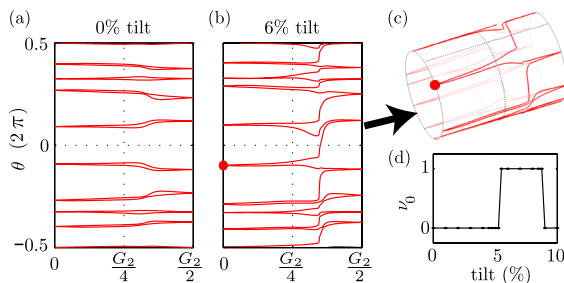 (a) 0% tilt (b) 6% tilt (c)
0.5
θ (2 π)
0
−0.5
0 G₂/4 G₂/2 0 G₂/4 G₂/2
(d)
1
ν₀
0
0 5 10
tilt (%)